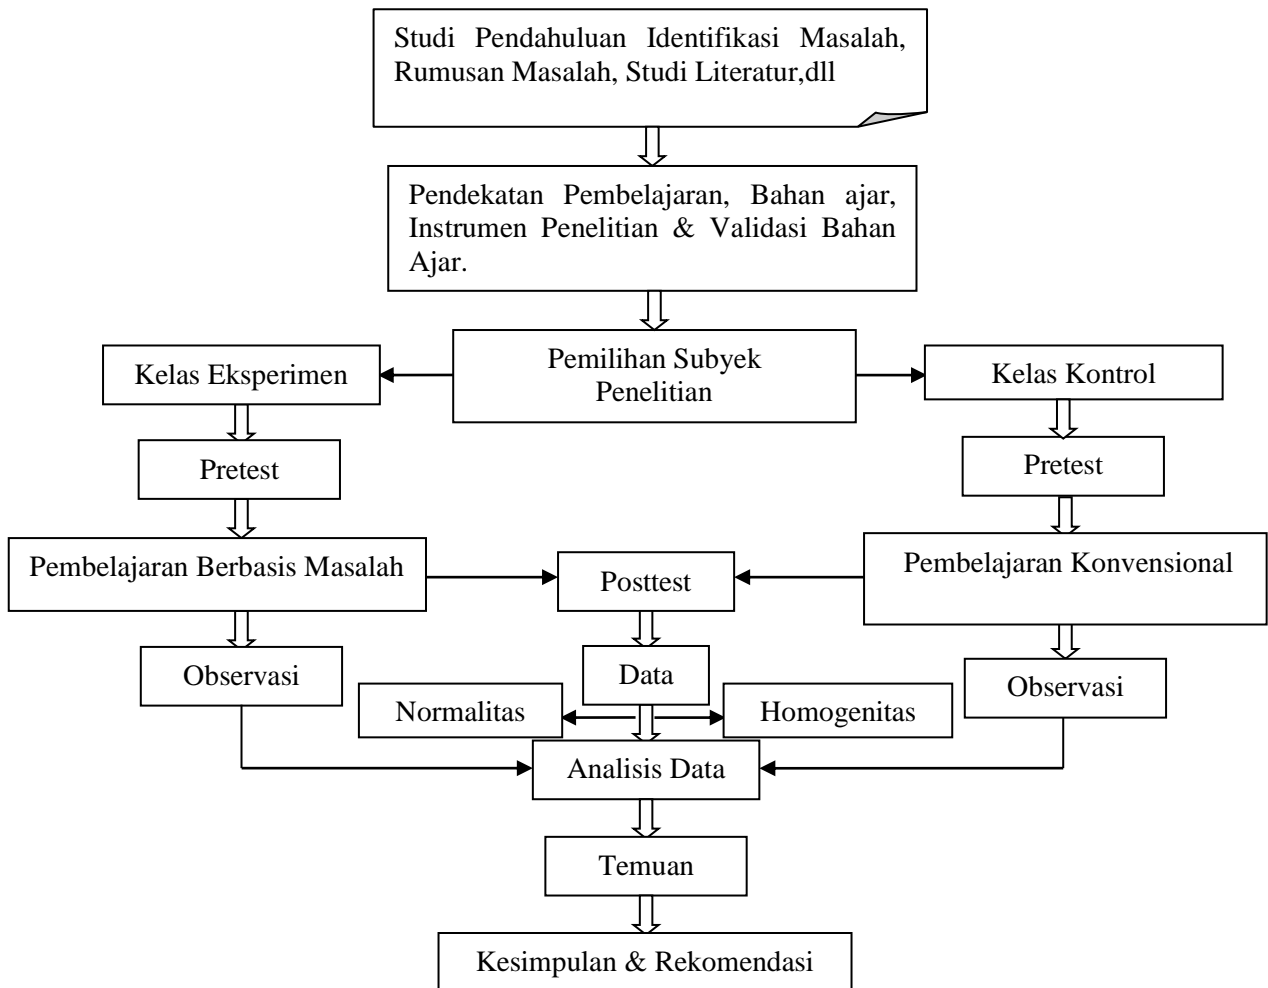 Studi Pendahuluan Identifikasi Masalah,
Rumusan Masalah, Studi Literatur,dll
Pendekatan Pembelajaran, Bahan ajar,
Instrumen Penelitian & Validasi Bahan
Ajar.
Pemilihan Subyek
Penelitian
Kelas Eksperimen
Kelas Kontrol
Pretest
Pretest
Pembelajaran Berbasis Masalah
Posttest
Pembelajaran Konvensional
Observasi
Data
Observasi
Normalitas
Homogenitas
Analisis Data
Temuan
Kesimpulan & Rekomendasi